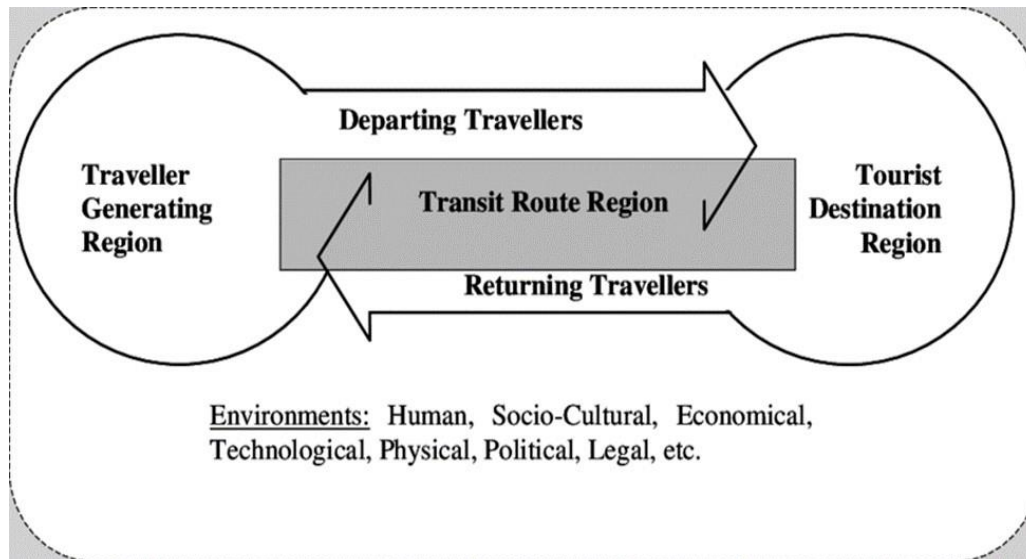 Departing Travellers
Traveller
Generating
Region
Transit Route Region
Tourist
Destination
Region
Returning Travellers
Environments: Human, Socio-Cultural, Economical,
Technological, Physical, Political, Legal, etc.